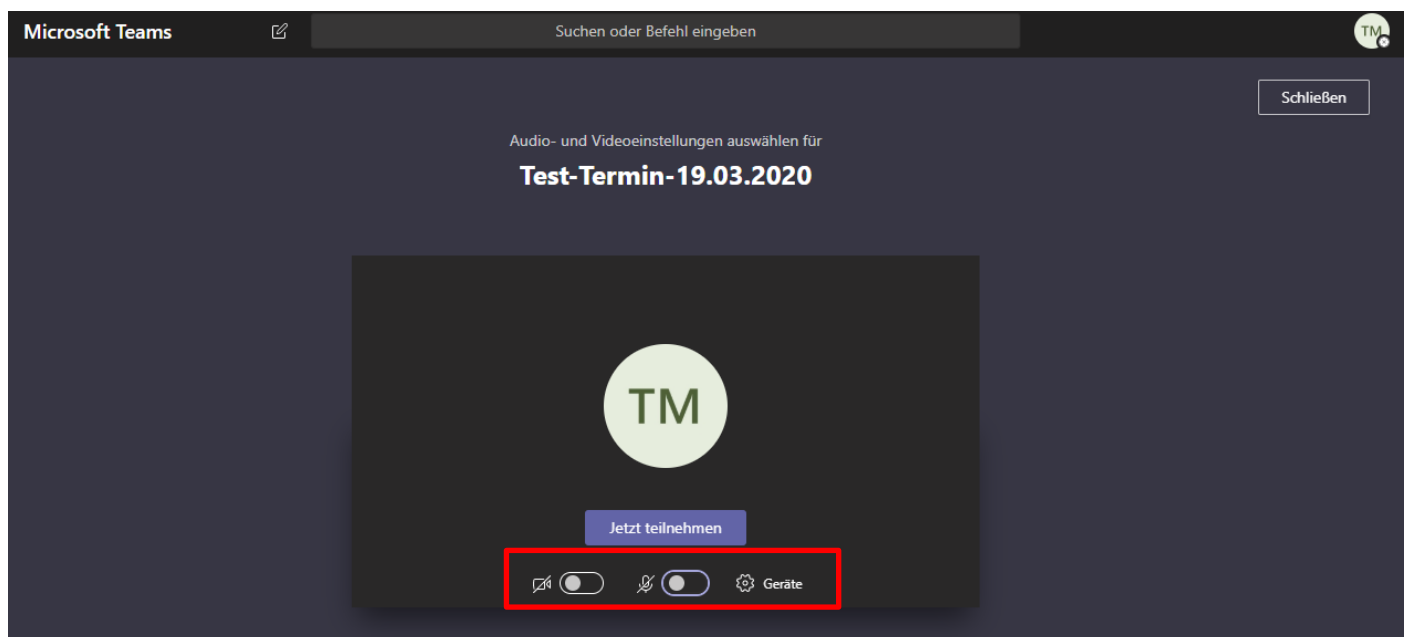 Microsoft Teams
Suchen oder Befehl eingeben
TM
Schließen
Audio- und Videoeinstellungen auswählen für
Test-Termin-19.03.2020
TM
Jetzt teilnehmen
Geräte